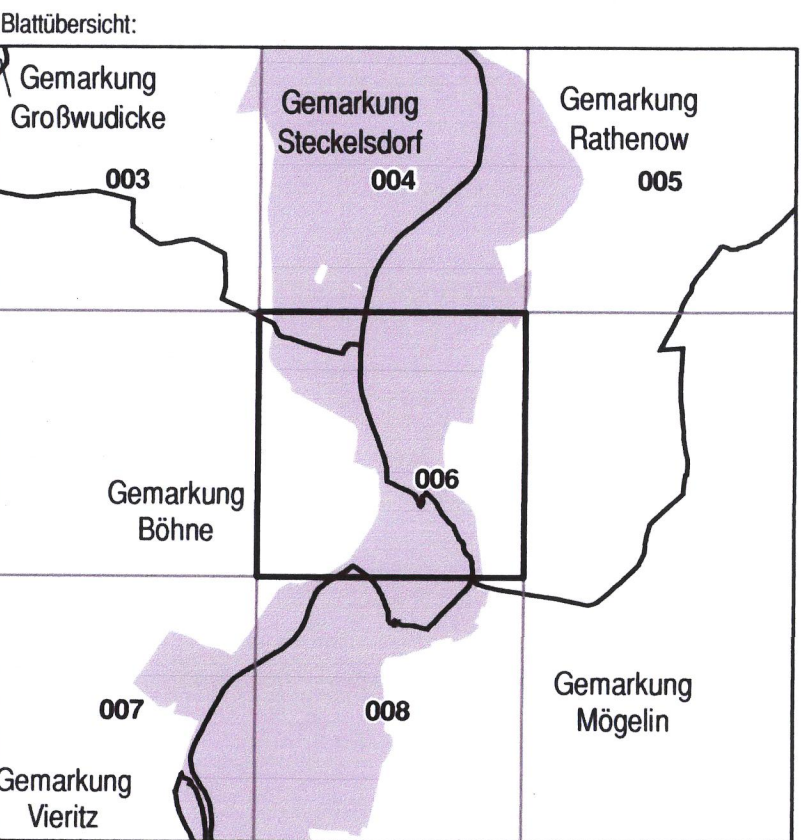 Blattübersicht:
Gemarkung
Großwudicke
003
Gemarkung
Steckelsdorf
004
Gemarkung
Rathenow
005
Gemarkung
Böhne
006
007
008
Gemarkung
Mögelin
Gemarkung
Vieritz